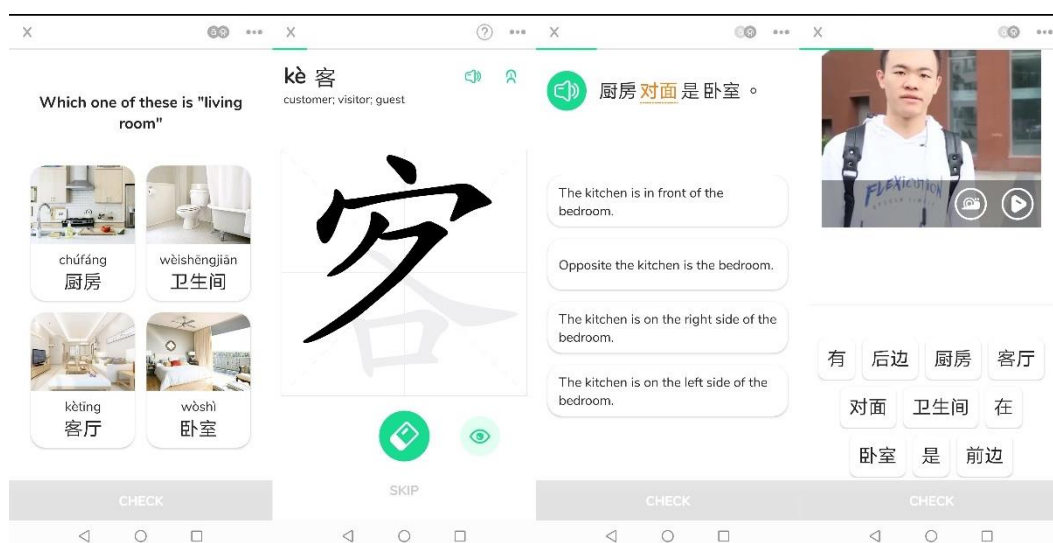 Which one of these is "living
room"
chúfáng
厨房
wèishēngjiān
卫生间
kètīng
客厅
wòshì
卧室
CHECK
kè 客
customer; visitor; guest
客
SKIP
厨房 对面 是 卧室 。
The kitchen is in front of the
bedroom.
Opposite the kitchen is the bedroom.
The kitchen is on the right side of the
bedroom.
The kitchen is on the left side of the
bedroom.
CHECK
有 后边 厨房 客厅
对面 卫生间 在
卧室 是 前边
CHECK